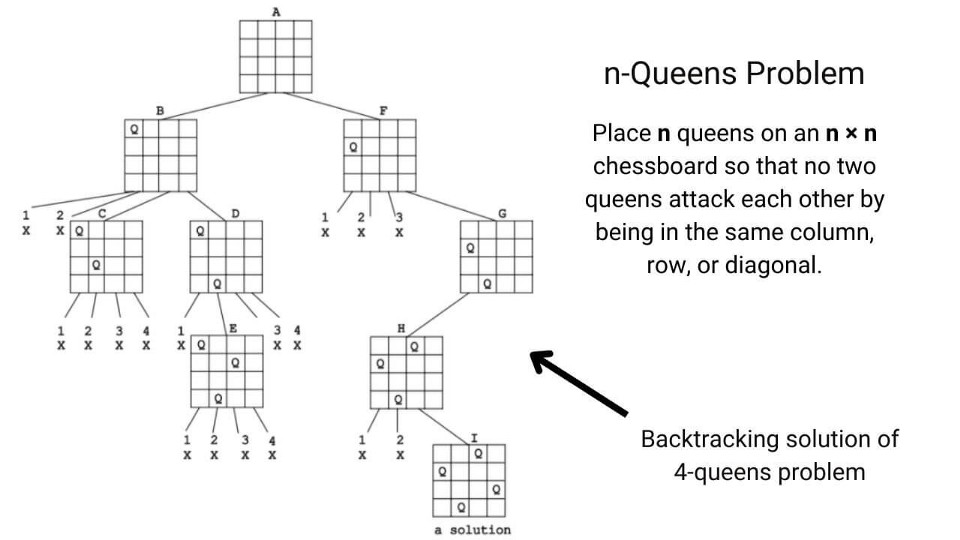 A
n-Queens Problem
B
F
Q
Q
Place n queens on an n × n
chessboard so that no two
queens attack each other by
being in the same column,
row, or diagonal.
1 2 C
X X
D
1 2 3
X X X
G
Q
Q
Q
Q
Q
Q
1 2 3 4
X X X X
1
X
E
3 4
X X
H
Q
Q
Q
Q
Q
Q
1 2 3 4
X X X X
1 2
X X
I
Q
Q
Q
Q
a solution
Backtracking solution of
4-queens problem